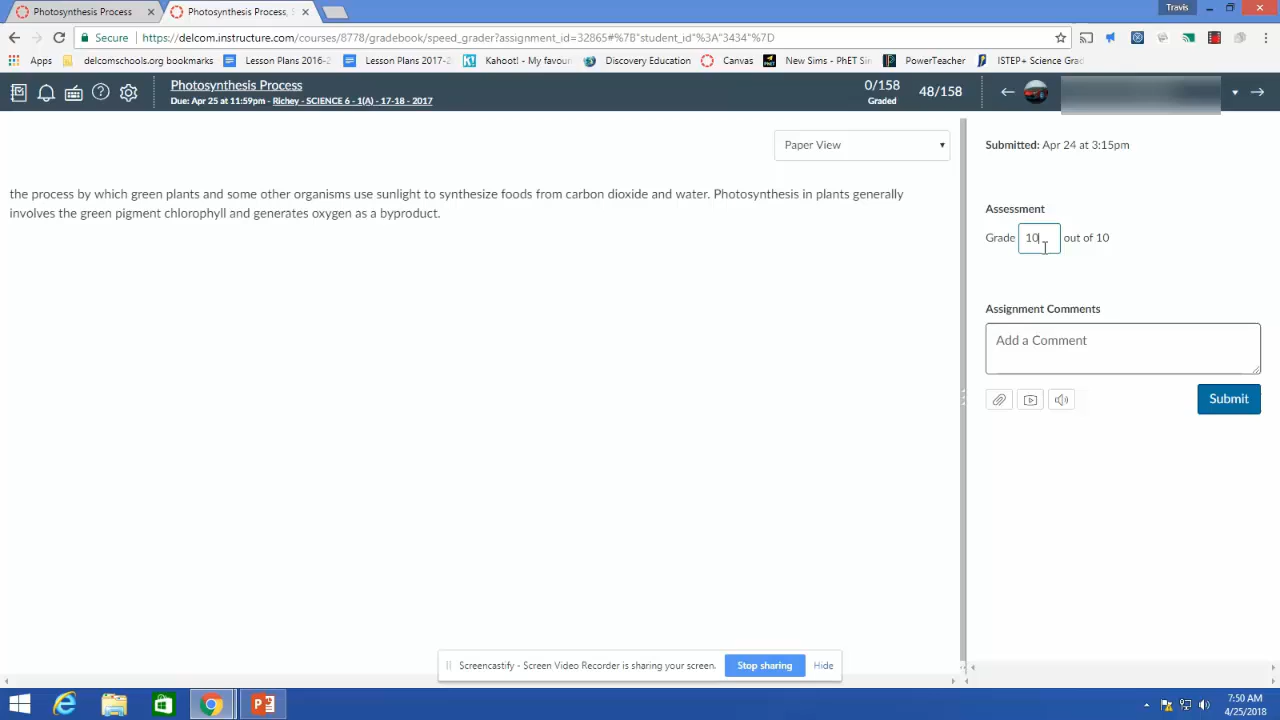 Photosynthesis Process
Photosynthesis Process,
Travis
Secure
https://delcom.instructure.com/courses/8778/gradebook/speed_grader?assignment_id=32865#%7B"student_id"%3A"3434"%7D
Apps
delcomschools.org bookmarks
Lesson Plans 2016-2
Lesson Plans 2017-
Kahoot! - My favou
Discovery Education
Canvas
New Sims - PhET Sir
PowerTeacher
ISTEP+ Science Grad
Photosynthesis Process
Due: Apr 25 at 11:59pm - Richey - SCIENCE 6 - 1(A) - 17-18 - 2017
0/158
Graded
48/158
Paper View
Submitted: Apr 24 at 3:15pm
the process by which green plants and some other organisms use sunlight to synthesize foods from carbon dioxide and water. Photosynthesis in plants generally
involves the green pigment chlorophyll and generates oxygen as a byproduct.
Assessment
Grade 10 out of 10
Assignment Comments
Add a Comment
Submit
Screencastify - Screen Video Recorder is sharing your screen.
Stop sharing
Hide
7:50 AM
4/25/2018